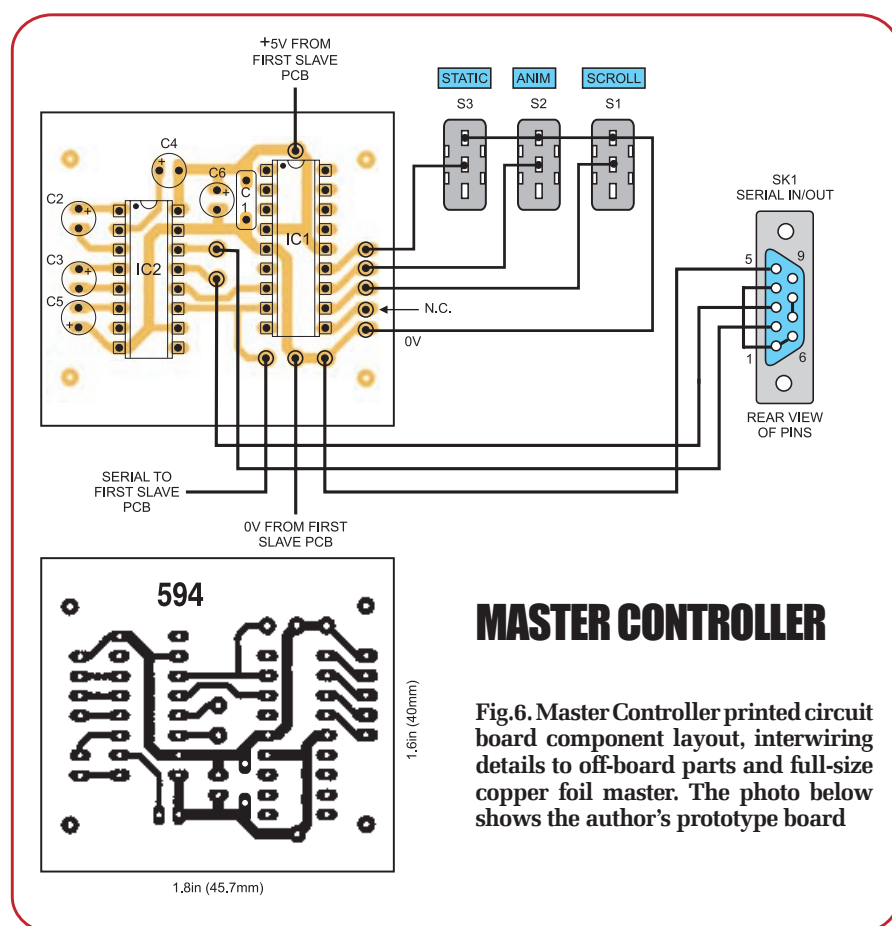 +5V FROM
FIRST SLAVE
PCB
STATIC
ANIM
SCROLL
S3
S2
S1
SK1
SERIAL IN/OUT
C4
C6
C
1
C2
IC1
IC2
C3
C5
+
+
+
+
+
5
9
1
6
N.C.
0V
REAR VIEW
OF PINS
SERIAL TO
FIRST SLAVE
PCB
0V FROM FIRST
SLAVE PCB
594
1.6in (40mm)
1.8in (45.7mm)
MASTER CONTROLLER
Fig.6. Master Controller printed circuit
board component layout, interwiring
details to off-board parts and full-size
copper foil master. The photo below
shows the author's prototype board